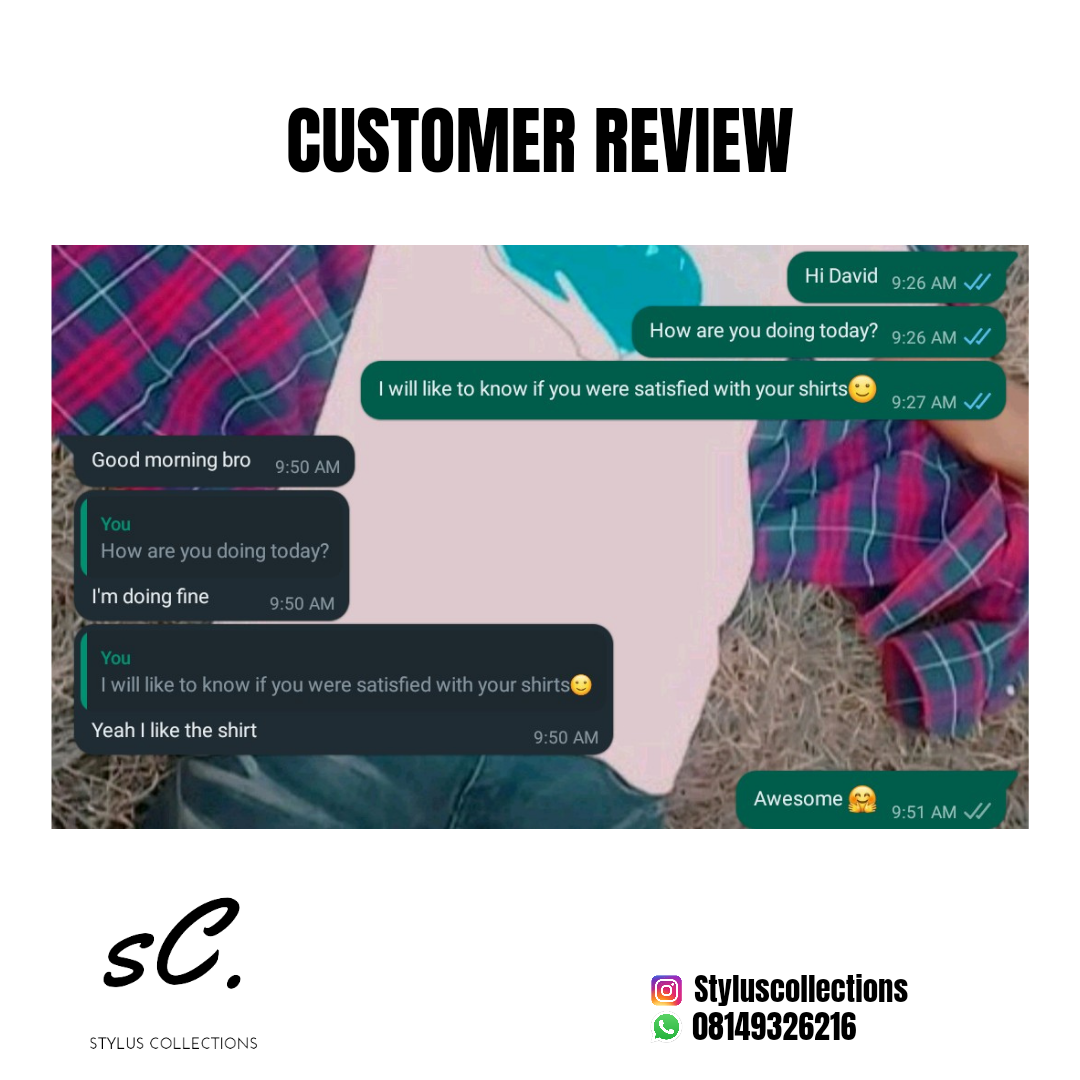 CUSTOMER REVIEW
Hi David 9:26 AM
How are you doing today? 9:26 AM
I will like to know if you were satisfied with your shirts🙂 9:27 AM
Good morning bro 9:50 AM
You
How are you doing today?
I'm doing fine 9:50 AM
You
I will like to know if you were satisfied with your shirts🙂
Yeah I like the shirt 9:50 AM
Awesome 🤗 9:51 AM
sC.
STYLUS COLLECTIONS
Styluscollections
08149326216